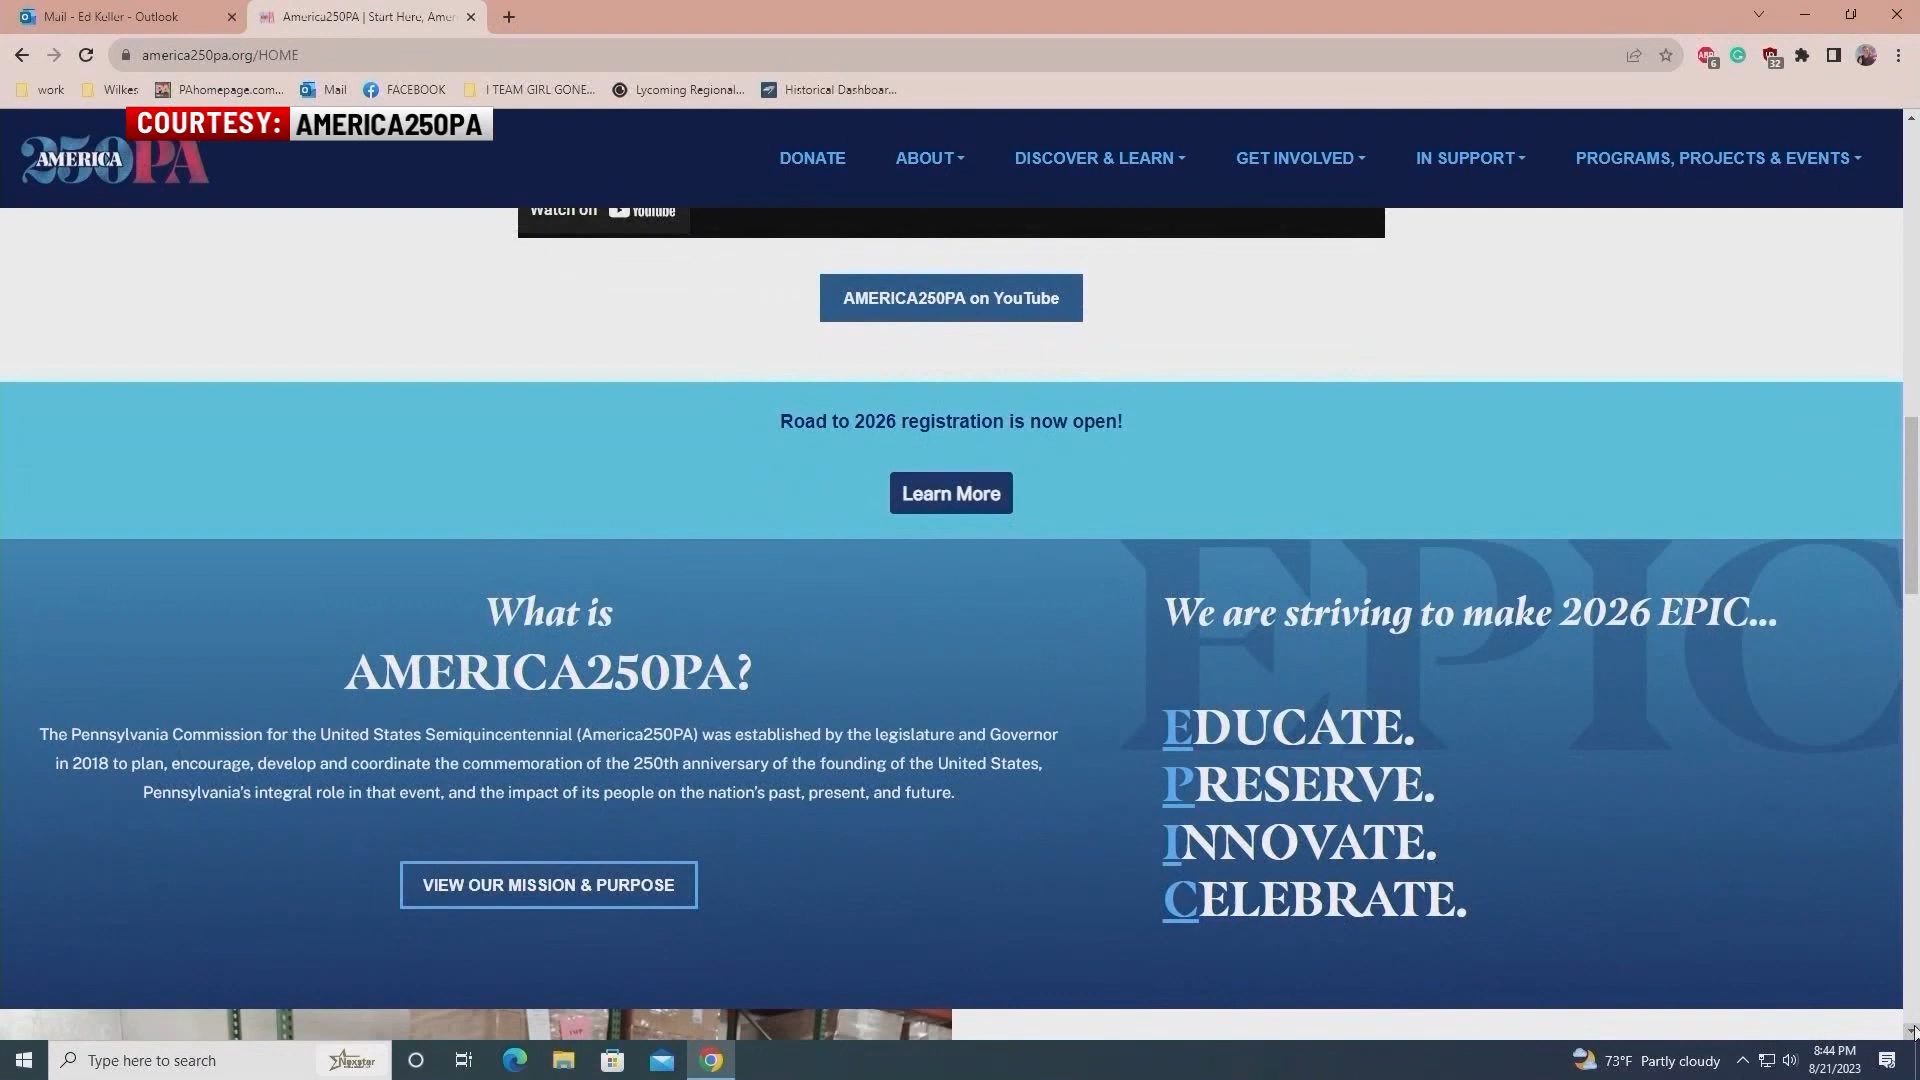 Mail - Ed Keller - Outlook
America250PA | Start Here, Amer
america250pa.org/HOME
6
32
work
Wilkes
PAhomepage.com...
Mail
FACEBOOK
I TEAM GIRL GONE...
Lycoming Regional...
Historical Dashboar...
COURTESY: AMERICA250PA
250PA
AMERICA
DONATE
ABOUT
DISCOVER & LEARN
GET INVOLVED
IN SUPPORT
PROGRAMS, PROJECTS & EVENTS
Watch on YouTube
AMERICA250PA on YouTube
Road to 2026 registration is now open!
Learn More
EPIC
What is
AMERICA250PA?
The Pennsylvania Commission for the United States Semiquincentennial (America250PA) was established by the legislature and Governor
in 2018 to plan, encourage, develop and coordinate the commemoration of the 250th anniversary of the founding of the United States,
Pennsylvania's integral role in that event, and the impact of its people on the nation's past, present, and future.
VIEW OUR MISSION & PURPOSE
We are striving to make 2026 EPIC...
EDUCATE.
PRESERVE.
INNOVATE.
CELEBRATE.
Type here to search
Nexstar
73°F Partly cloudy
8:44 PM
8/21/2023